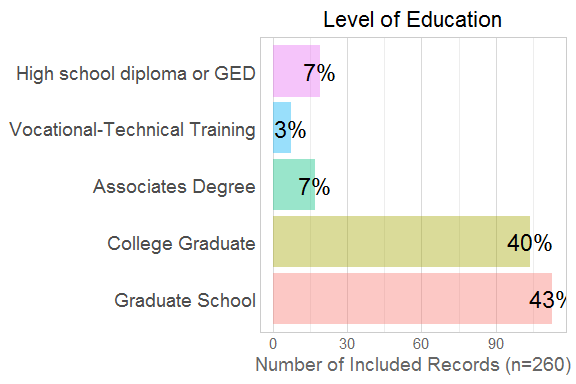 Level of Education
High school diploma or GED 7%
Vocational-Technical Training 3%
Associates Degree 7%
College Graduate 40%
Graduate School 43%
0 30 60 90
Number of Included Records (n=260)